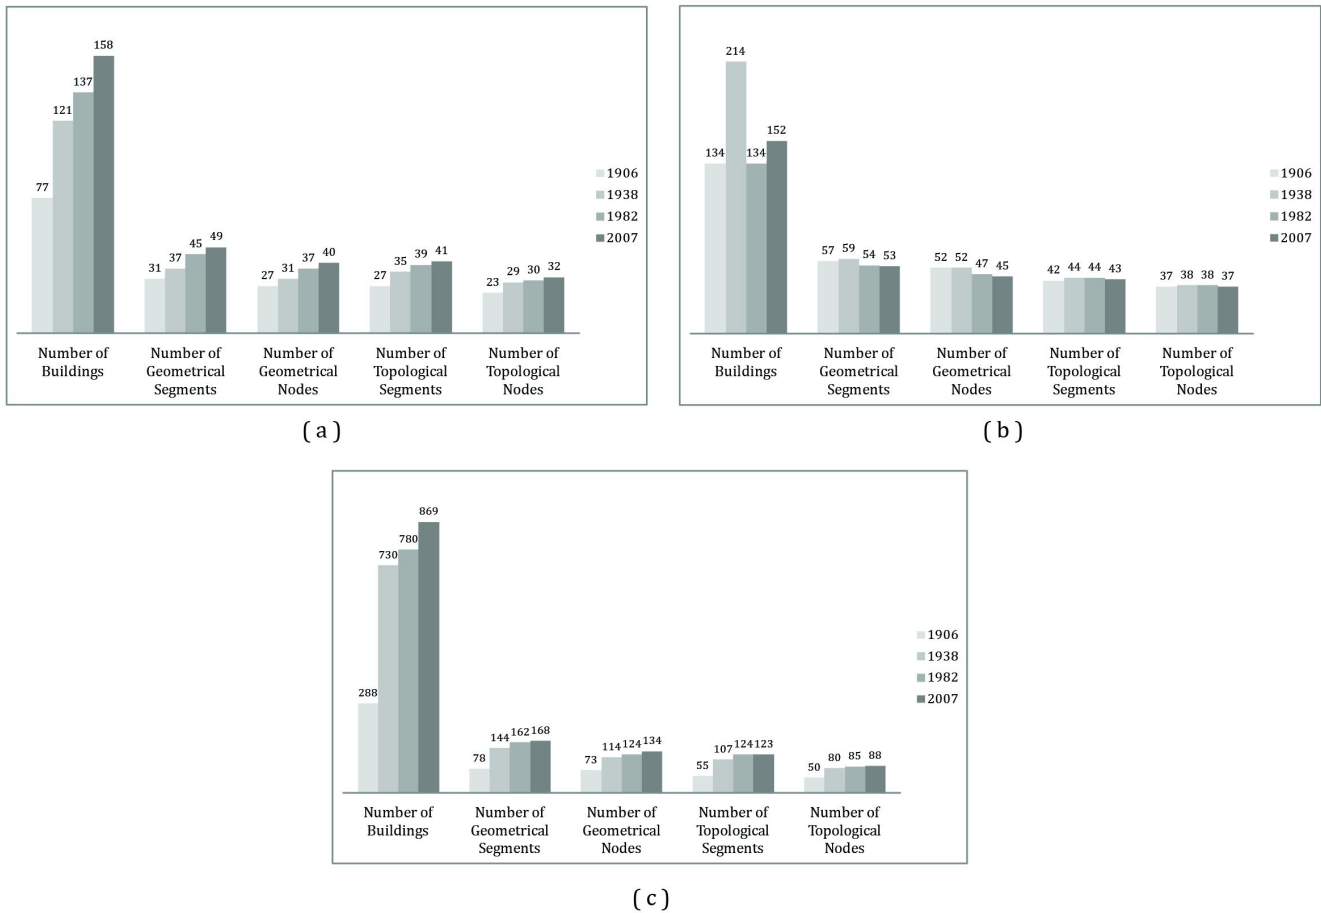 158
137
121
77
31
37
45
49
27
31
37
40
27
35
39
41
23
29
30
32
1906
1938
1982
2007
Number of
Buildings
Number of
Geometrical
Segments
Number of
Geometrical
Nodes
Number of
Topological
Segments
Number of
Topological
Nodes
( a )
214
134
134
152
57
59
54
53
52
52
47
45
42
44
44
43
37
38
38
37
1906
1938
1982
2007
Number of
Buildings
Number of
Geometrical
Segments
Number of
Geometrical
Nodes
Number of
Topological
Segments
Number of
Topological
Nodes
( b )
869
780
730
288
78
144
162
168
73
114
124
134
55
107
124
123
50
80
85
88
1906
1938
1982
2007
Number of
Buildings
Number of
Geometrical
Segments
Number of
Geometrical
Nodes
Number of
Topological
Segments
Number of
Topological
Nodes
( c )